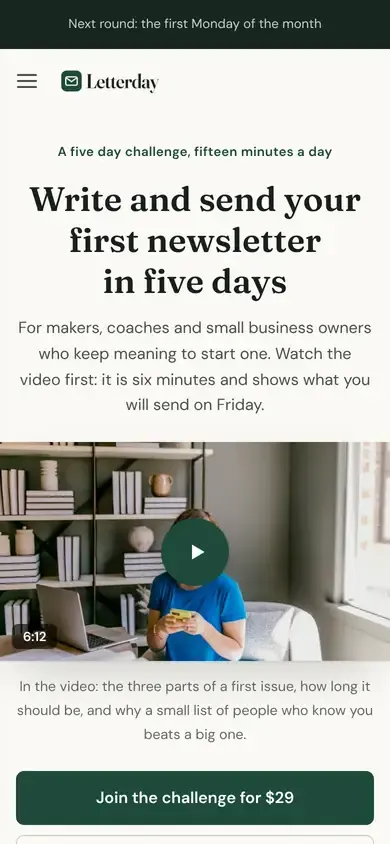 Next round: the first Monday of the month
Letterday
A five day challenge, fifteen minutes a day
Write and send your
first newsletter
in five days
For makers, coaches and small business owners
who keep meaning to start one. Watch the
video first: it is six minutes and shows what you
will send on Friday.
6:12
In the video: the three parts of a first issue, how long it
should be, and why a small list of people who know you
beats a big one.
Join the challenge for $29